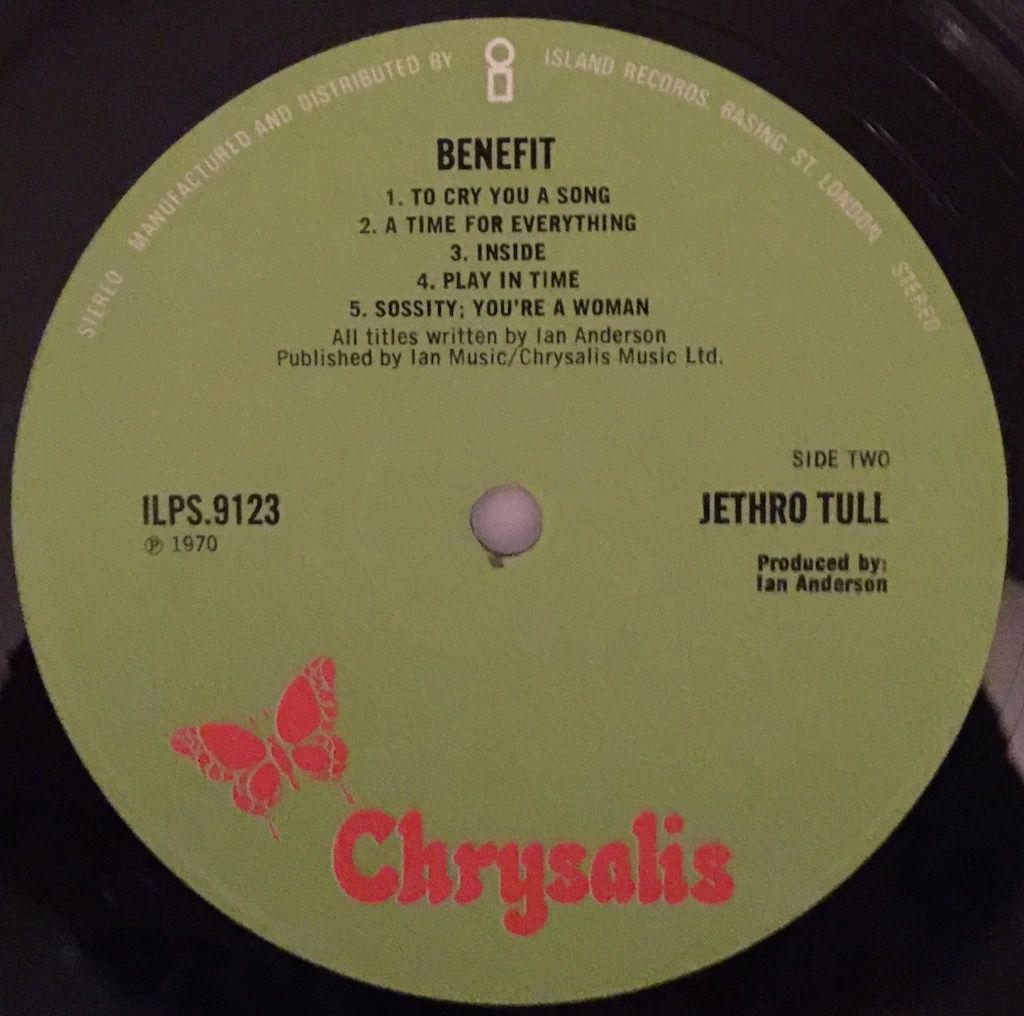 STEREO MANUFACTURED AND DISTRIBUTED BY ISLAND RECORDS, BASING ST. LONDON STEREO
BENEFIT
1. TO CRY YOU A SONG
2. A TIME FOR EVERYTHING
3. INSIDE
4. PLAY IN TIME
5. SOSSITY; YOU'RE A WOMAN
All titles written by Ian Anderson
Published by Ian Music/Chrysalis Music Ltd.
SIDE TWO
ILPS.9123
JETHRO TULL
℗ 1970
Produced by:
Ian Anderson
Chrysalis